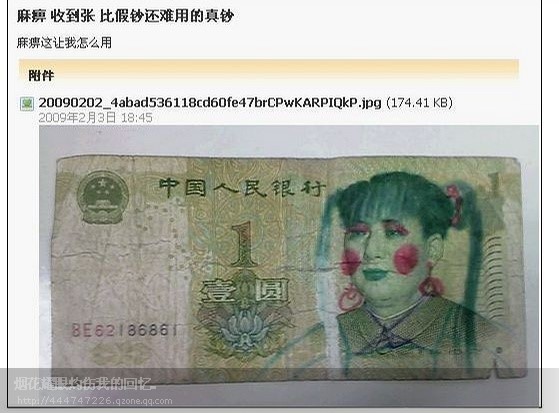 麻痹 收到张 比假钞还难用的真钞
麻痹这让我怎么用
附件
20090202_4abad536118cd60fe47brCPwKARPIQkP.jpg (174.41 KB)
2009年2月3日 18:45
中国人民银行
1
1
壹圆
BE62186861
烟花耀眼灼伤我的回忆..
http://444747226.qzone.qq.com